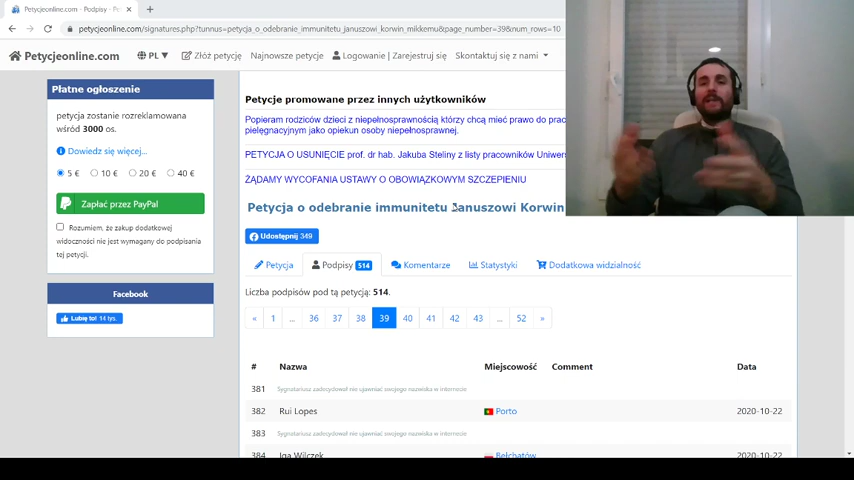 Petycjeonline.com - Podpisy - Pe
petycjeonline.com/signatures.php?tunnus=petycja_o_odebranie_immunitetu_januszowi_korwin_mikkemu&page_number=39&num_rows=10
Petycjeonline.com
PL ▼
Złóż petycję
Najnowsze petycje
Logowanie | Zarejestruj się
Skontaktuj się z nami
Płatne ogłoszenie
petycja zostanie rozreklamowana
wśród 3000 os.
Dowiedz się więcej...
5 € 10 € 20 € 40 €
Zapłać przez PayPal
Rozumiem, że zakup dodatkowej
widoczności nie jest wymagany do podpisania
tej petycji.
Facebook
Lubię to! 14 tys.
Petycje promowane przez innych użytkowników
Popieram rodziców dzieci z niepełnosprawnością którzy chcą mieć prawo do prac
pielęgnacyjnym jako opiekun osoby niepełnosprawnej.
PETYCJA O USUNIĘCIE prof. dr hab. Jakuba Steliny z listy pracowników Uniwers
ŻĄDAMY WYCOFANIA USTAWY O OBOWIĄZKOWYM SZCZEPIENIU
Petycja o odebranie immunitetu Januszowi Korwin
Udostępnij 349
Petycja
Podpisy 514
Komentarze
Statystyki
Dodatkowa widzialność
Liczba podpisów pod tą petycją: 514.
« 1 ... 36 37 38 39 40 41 42 43 ... 52 »
# Nazwa Miejscowość Comment Data
381 Sygnatariusz zadecydował nie ujawniać swojego nazwiska w internecie
382 Rui Lopes Porto 2020-10-22
383 Sygnatariusz zadecydował nie ujawniać swojego nazwiska w internecie
384 Iga Wilczek Bełchatów 2020-10-22